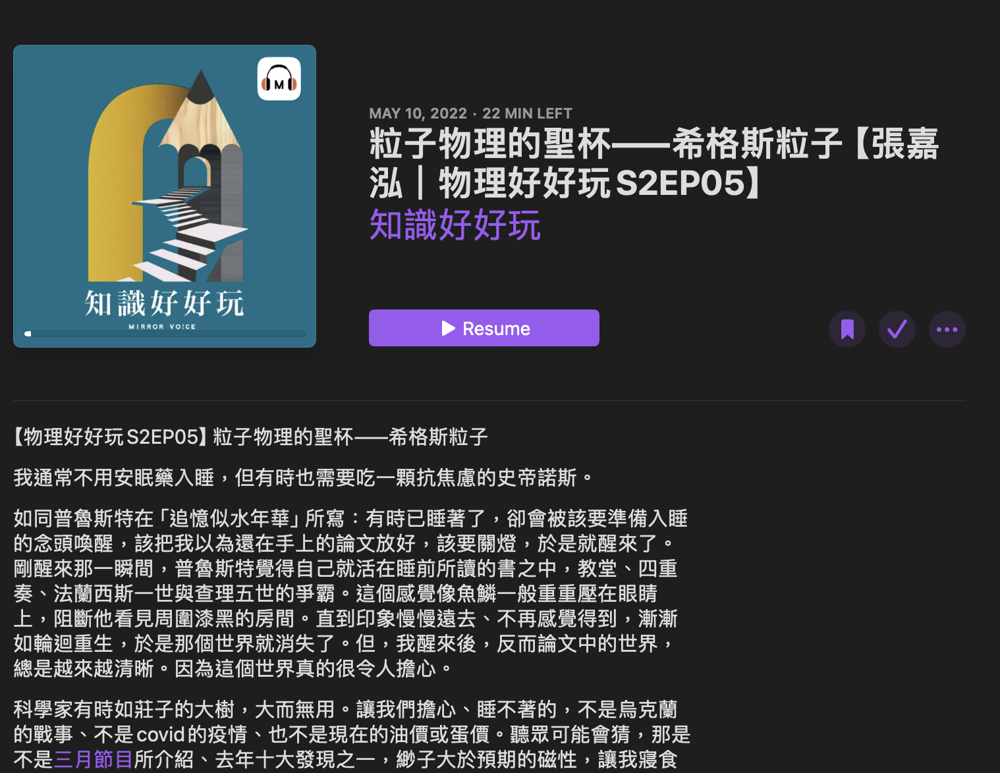 M
知識好好玩
MIRROR VOICE
MAY 10, 2022 · 22 MIN LEFT
粒子物理的聖杯——希格斯粒子【張嘉
泓｜物理好好玩S2EP05】
知識好好玩
Resume
【物理好好玩S2EP05】粒子物理的聖杯——希格斯粒子
我通常不用安眠藥入睡，但有時也需要吃一顆抗焦慮的史帝諾斯。
如同普魯斯特在「追憶似水年華」所寫：有時已睡著了，卻會被該要準備入睡
的念頭喚醒，該把我以為還在手上的論文放好，該要關燈，於是就醒來了。
剛醒來那一瞬間，普魯斯特覺得自己就活在睡前所讀的書之中，教堂、四重
奏、法蘭西斯一世與查理五世的爭霸。這個感覺像魚鱗一般重重壓在眼睛
上，阻斷他看見周圍漆黑的房間。直到印象慢慢遠去、不再感覺得到，漸漸
如輪迴重生，於是那個世界就消失了。但，我醒來後，反而論文中的世界，
總是越來越清晰。因為這個世界真的很令人擔心。
科學家有時如莊子的大樹，大而無用。讓我們擔心、睡不著的，不是烏克蘭
的戰事、不是covid的疫情、也不是現在的油價或蛋價。聽眾可能會猜，那是
不是三月節目所介紹、去年十大發現之一，緲子大於預期的磁性，讓我寢食